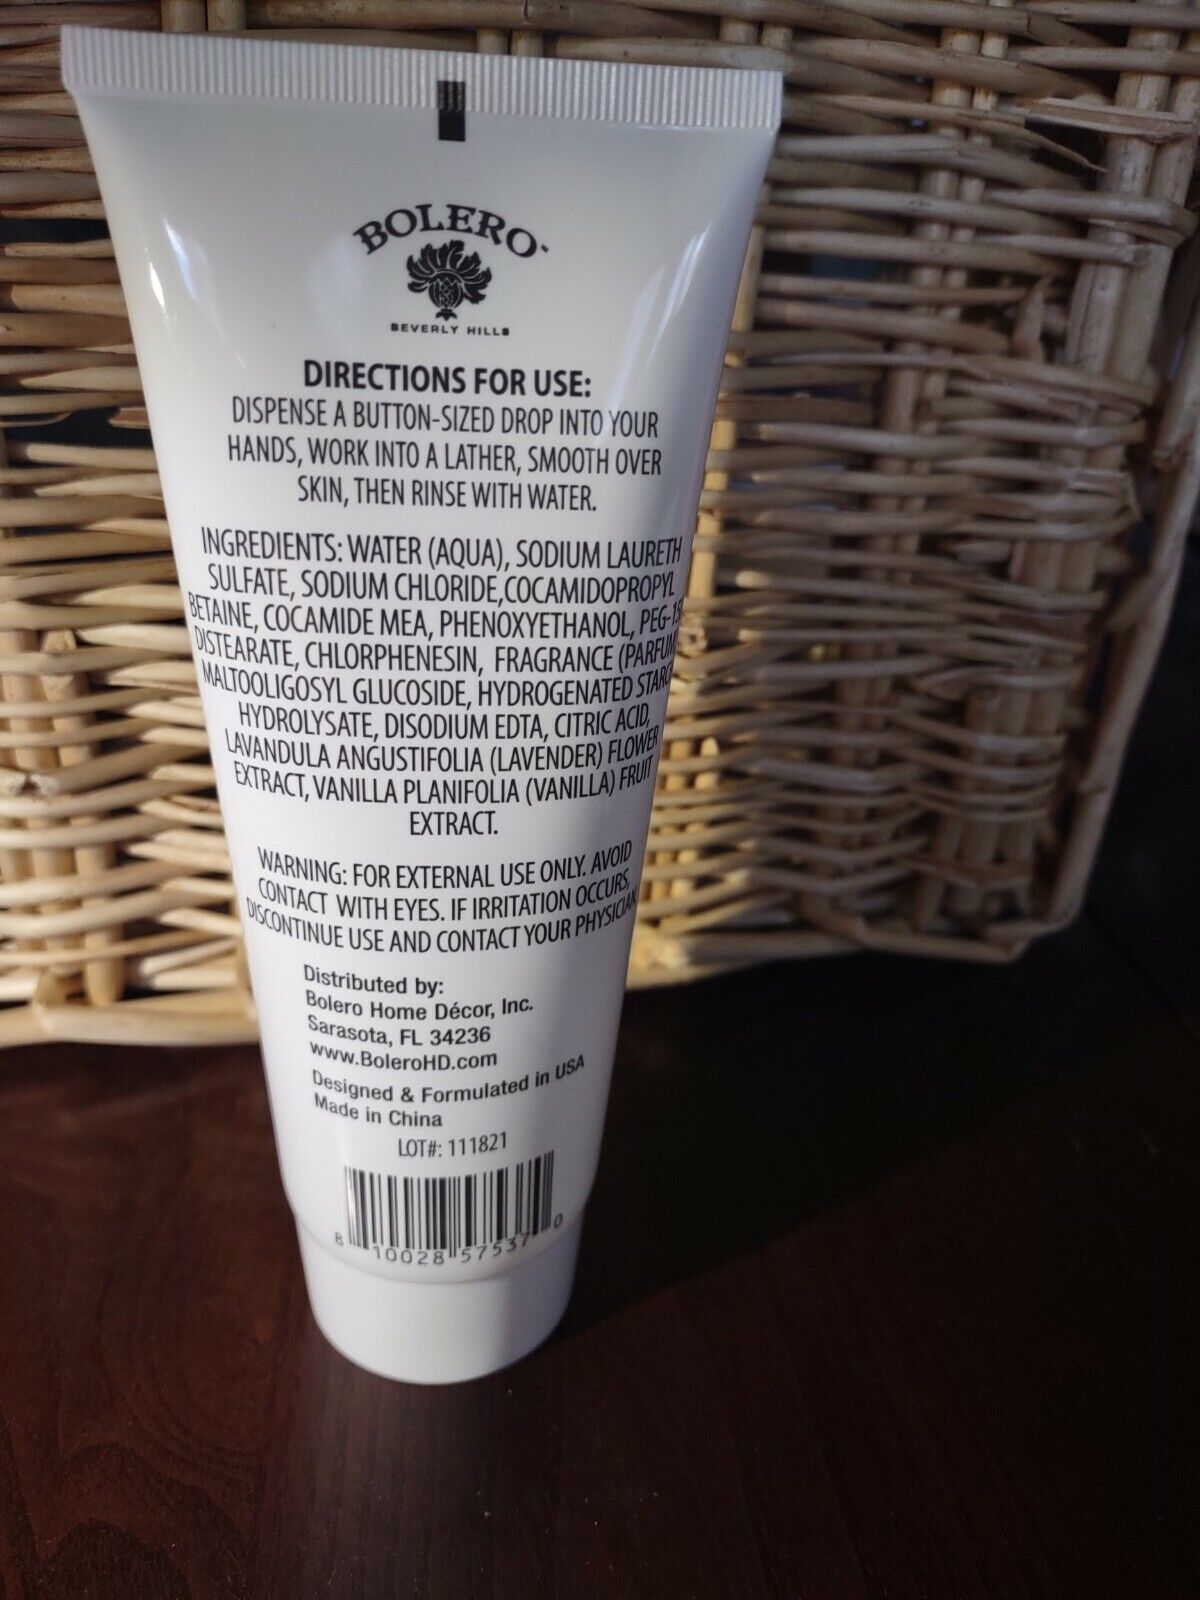 BOLERO
BEVERLY HILLS
DIRECTIONS FOR USE:
DISPENSE A BUTTON-SIZED DROP INTO YOUR
HANDS, WORK INTO A LATHER, SMOOTH OVER
SKIN, THEN RINSE WITH WATER.
INGREDIENTS: WATER (AQUA), SODIUM LAURETH
SULFATE, SODIUM CHLORIDE,COCAMIDOPROPYL
BETAINE, COCAMIDE MEA, PHENOXYETHANOL,
DISTEARATE, CHLORPHENESIN, FRAGRANCE (PARFUM
MALTOOLIGOSYL GLUCOSIDE, HYDROGENATED STARCH
HYDROLYSATE, DISODIUM EDTA, CITRIC ACID,
LAVANDULA ANGUSTIFOLIA (LAVENDER) FLOWER
EXTRACT, VANILLA PLANIFOLIA (VANILLA) FRUIT
EXTRACT.
WARNING: FOR EXTERNAL USE ONLY. AVOID
CONTACT WITH EYES. IF IRRITATION OCCURS,
DISCONTINUE USE AND CONTACT YOUR PHYSICIAN
Distributed by:
Bolero Home Décor, Inc.
Sarasota, FL 34236
www.BoleroHD.com
Designed & Formulated in USA
Made in China
LOT#: 111821
8 10028 57537 0